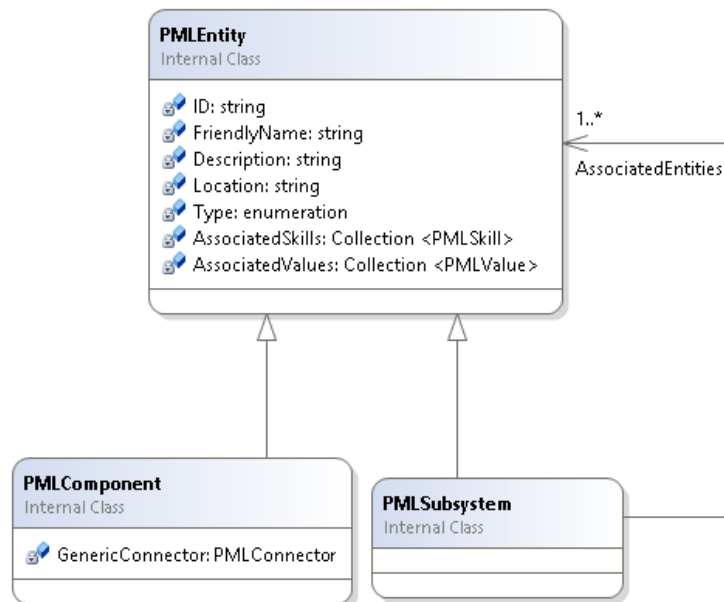 PMLEntity
Internal Class
ID: string
FriendlyName: string
Description: string
Location: string
Type: enumeration
AssociatedSkills: Collection <PMLSkill>
AssociatedValues: Collection <PMLValue>
1..*
AssociatedEntities
PMLComponent
Internal Class
GenericConnector: PMLConnector
PMLSubsystem
Internal Class